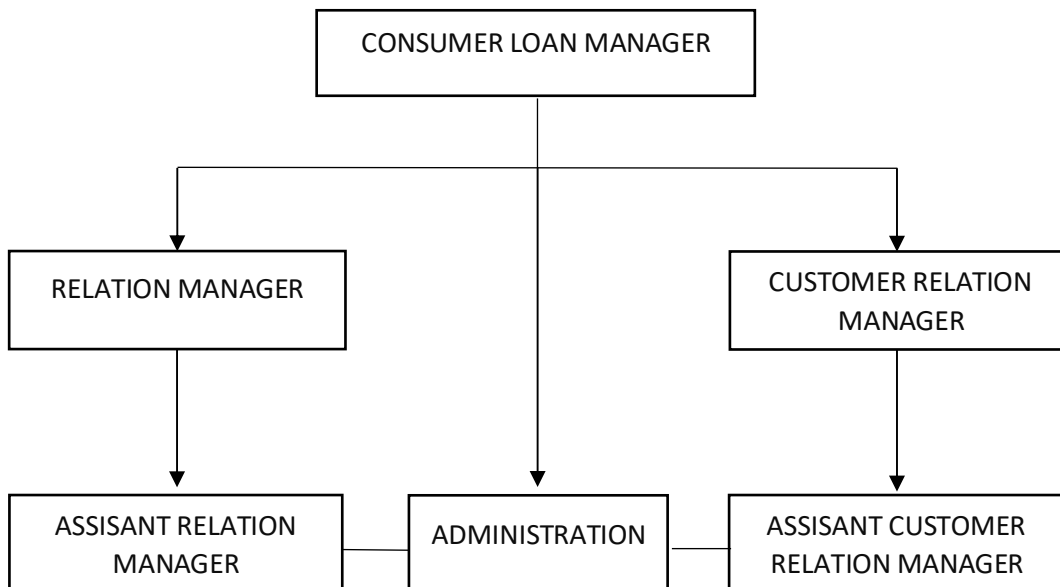 CONSUMER LOAN MANAGER
RELATION MANAGER
CUSTOMER RELATION
MANAGER
ASSISANT RELATION
MANAGER
ADMINISTRATION
ASSISANT CUSTOMER
RELATION MANAGER